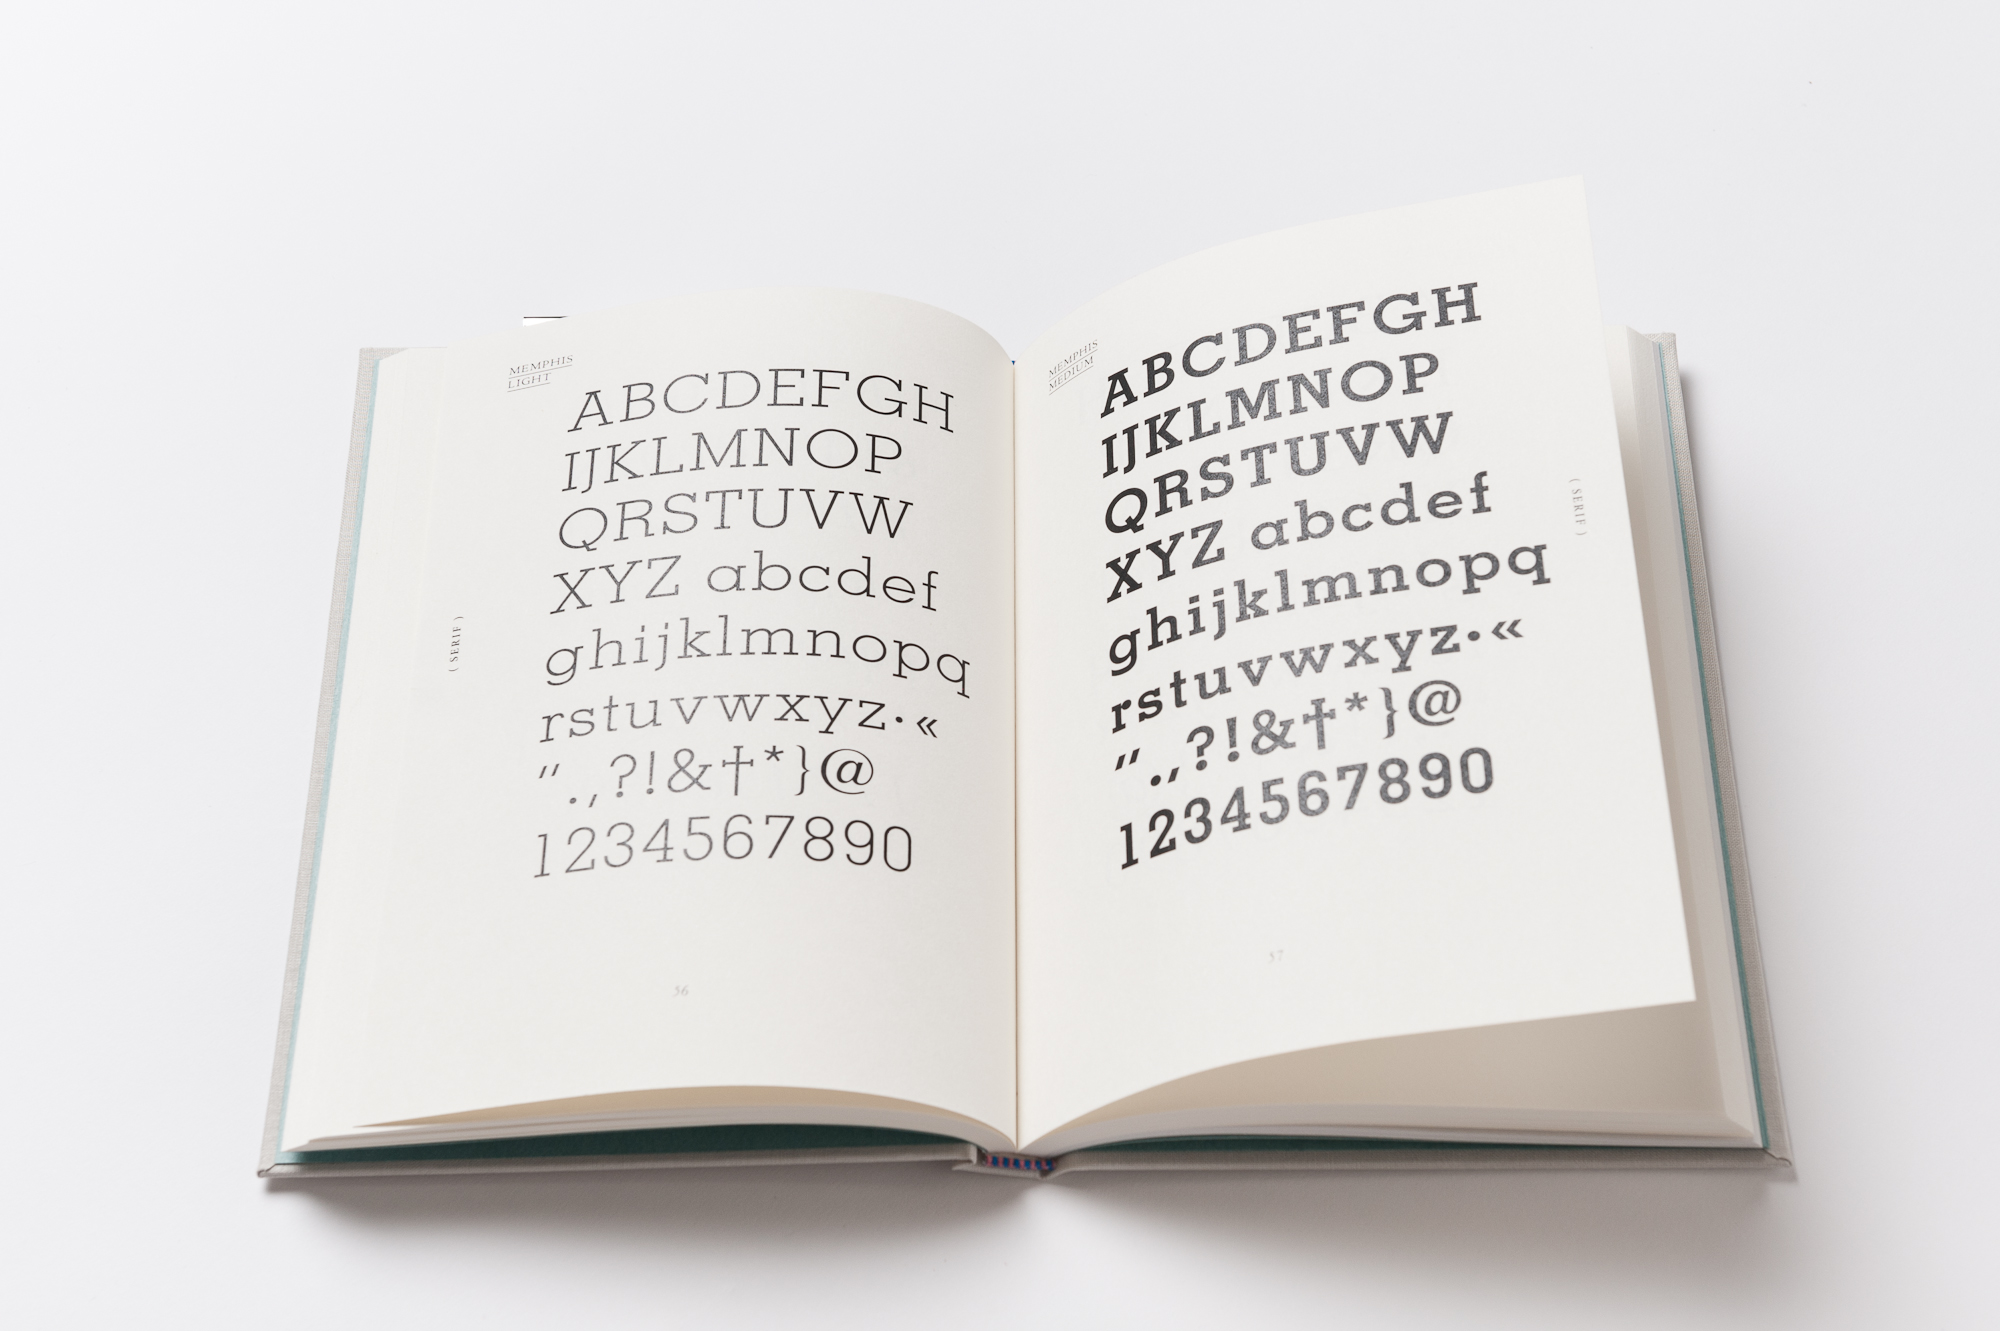 MEMPHIS
LIGHT
ABCDEFGH
IJKLMNOP
QRSTUVW
XYZ abcdef
ghijklmnopq
rstuvwxyz·«
“.,?!&†*}@
1234567890
( SERIF )
56
MEMPHIS
MEDIUM
ABCDEFGH
IJKLMNOP
QRSTUVW
XYZ abcdef
ghijklmnopq
rstuvwxyz·«
“.,?!&†*}@
1234567890
( SERIF )
57